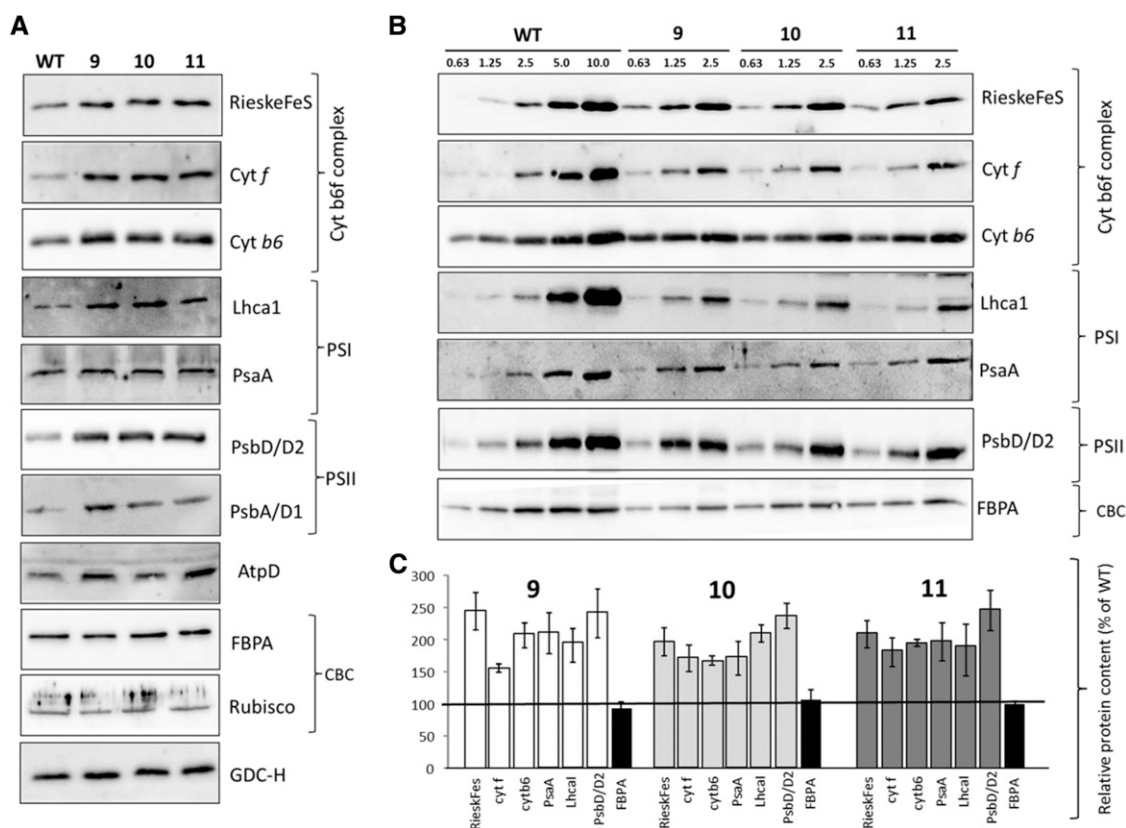 A
WT 9 10 11
RieskeFeS
Cyt f
Cyt b6
Cyt b6f complex
Lhca1
PsaA
PSI
PsbD/D2
PsbA/D1
PSII
AtpD
FBPA
Rubisco
CBC
GDC-H
B
WT 9 10 11
0.63 1.25 2.5 5.0 10.0 0.63 1.25 2.5 0.63 1.25 2.5 0.63 1.25 2.5
RieskeFeS
Cyt f
Cyt b6
Cyt b6f complex
Lhca1
PsaA
PSI
PsbD/D2
PSII
FBPA
CBC
C
9 10 11
300
250
200
150
100
50
0
RieskFes cyt f cytb6 PsaA LhcaI PsbD/D2 FBPA RieskFes cyt f cytb6 PsaA LhcaI PsbD/D2 FBPA RieskFes cyt f cytb6 PsaA LhcaI PsbD/D2 FBPA
Relative protein content (% of WT)